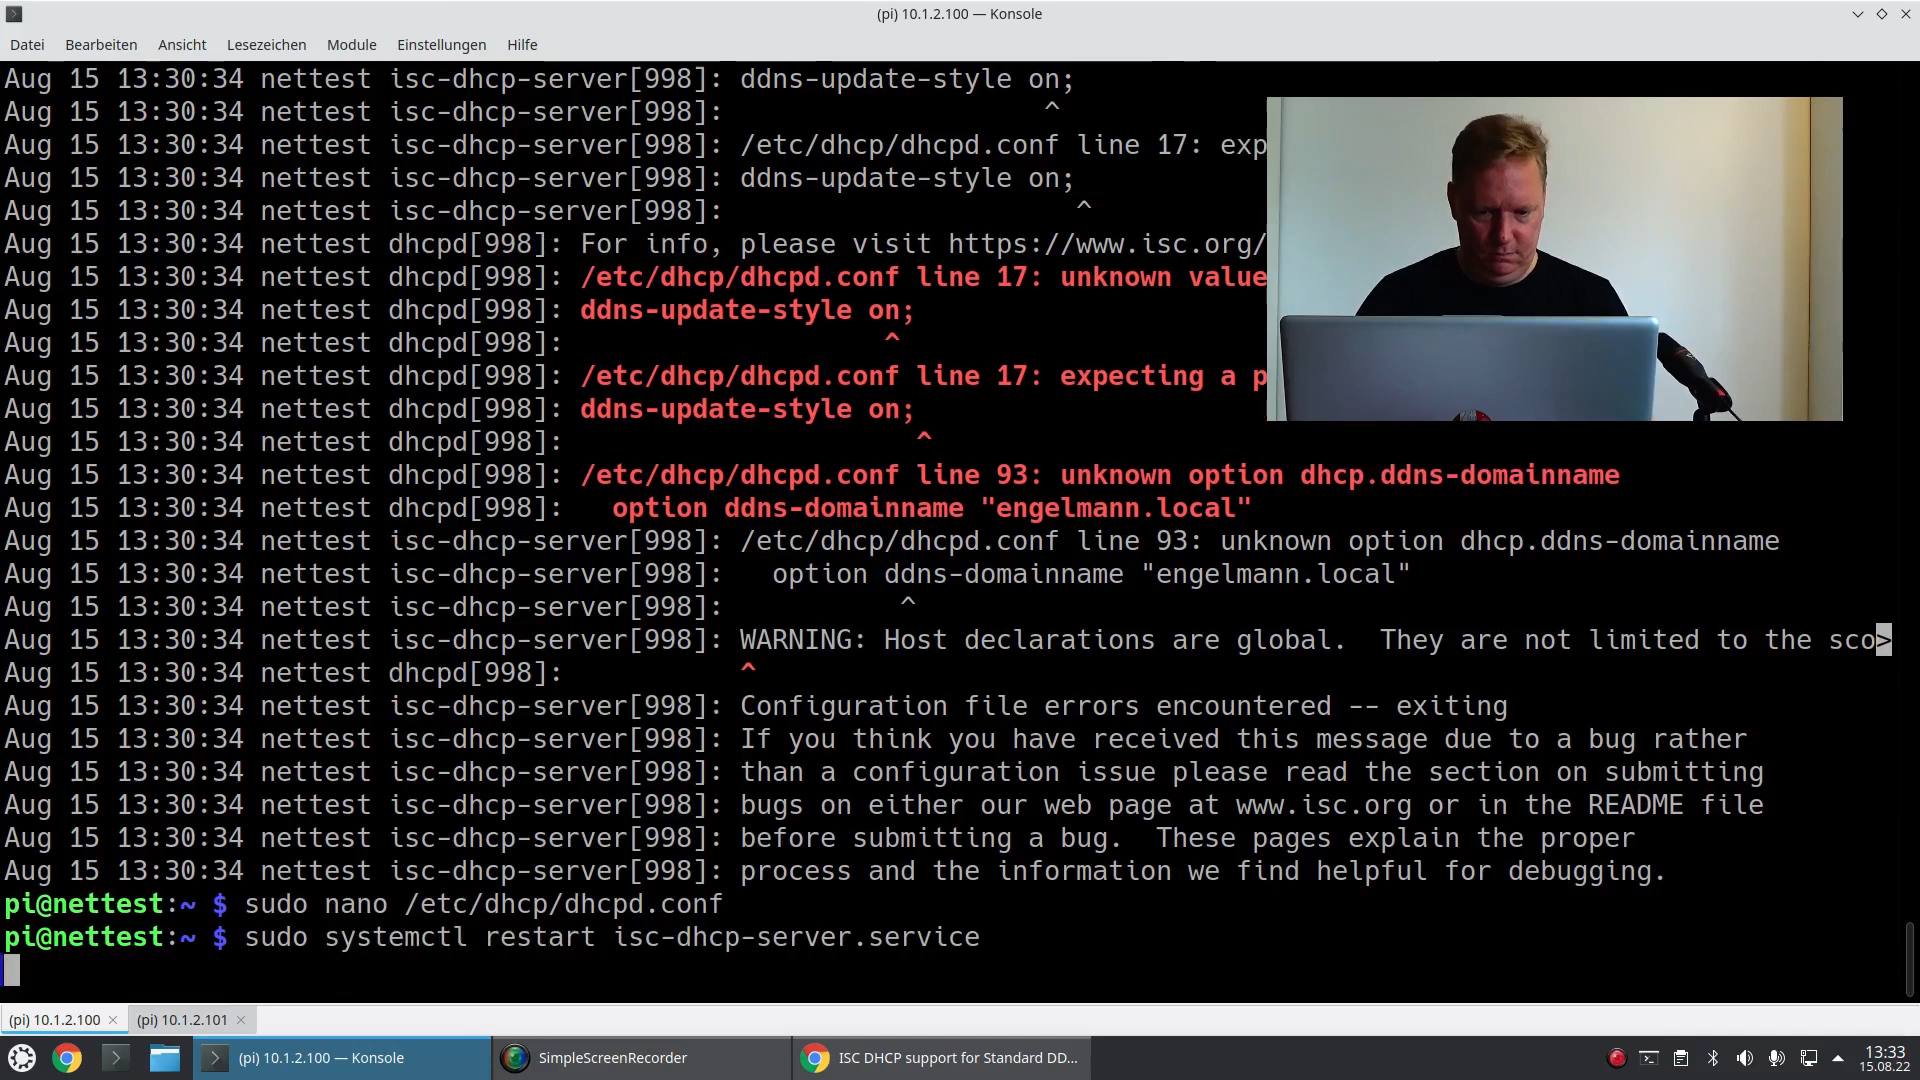 (pi) 10.1.2.100 — Konsole
Datei Bearbeiten Ansicht Lesezeichen Module Einstellungen Hilfe
Aug 15 13:30:34 nettest isc-dhcp-server[998]: ddns-update-style on;
Aug 15 13:30:34 nettest isc-dhcp-server[998]: ^
Aug 15 13:30:34 nettest isc-dhcp-server[998]: /etc/dhcp/dhcpd.conf line 17: exp
Aug 15 13:30:34 nettest isc-dhcp-server[998]: ddns-update-style on;
Aug 15 13:30:34 nettest isc-dhcp-server[998]: ^
Aug 15 13:30:34 nettest dhcpd[998]: For info, please visit https://www.isc.org/
Aug 15 13:30:34 nettest dhcpd[998]: /etc/dhcp/dhcpd.conf line 17: unknown value
Aug 15 13:30:34 nettest dhcpd[998]: ddns-update-style on;
Aug 15 13:30:34 nettest dhcpd[998]: ^
Aug 15 13:30:34 nettest dhcpd[998]: /etc/dhcp/dhcpd.conf line 17: expecting a p
Aug 15 13:30:34 nettest dhcpd[998]: ddns-update-style on;
Aug 15 13:30:34 nettest dhcpd[998]: ^
Aug 15 13:30:34 nettest dhcpd[998]: /etc/dhcp/dhcpd.conf line 93: unknown option dhcp.ddns-domainname
Aug 15 13:30:34 nettest dhcpd[998]: option ddns-domainname "engelmann.local"
Aug 15 13:30:34 nettest isc-dhcp-server[998]: /etc/dhcp/dhcpd.conf line 93: unknown option dhcp.ddns-domainname
Aug 15 13:30:34 nettest isc-dhcp-server[998]: option ddns-domainname "engelmann.local"
Aug 15 13:30:34 nettest isc-dhcp-server[998]: ^
Aug 15 13:30:34 nettest isc-dhcp-server[998]: WARNING: Host declarations are global.  They are not limited to the sco>
Aug 15 13:30:34 nettest dhcpd[998]: ^
Aug 15 13:30:34 nettest isc-dhcp-server[998]: Configuration file errors encountered -- exiting
Aug 15 13:30:34 nettest isc-dhcp-server[998]: If you think you have received this message due to a bug rather
Aug 15 13:30:34 nettest isc-dhcp-server[998]: than a configuration issue please read the section on submitting
Aug 15 13:30:34 nettest isc-dhcp-server[998]: bugs on either our web page at www.isc.org or in the README file
Aug 15 13:30:34 nettest isc-dhcp-server[998]: before submitting a bug.  These pages explain the proper
Aug 15 13:30:34 nettest isc-dhcp-server[998]: process and the information we find helpful for debugging.
pi@nettest:~ $ sudo nano /etc/dhcp/dhcpd.conf
pi@nettest:~ $ sudo systemctl restart isc-dhcp-server.service
(pi) 10.1.2.100 (pi) 10.1.2.101
(pi) 10.1.2.100 — Konsole SimpleScreenRecorder ISC DHCP support for Standard DD... 13:33
15.08.22